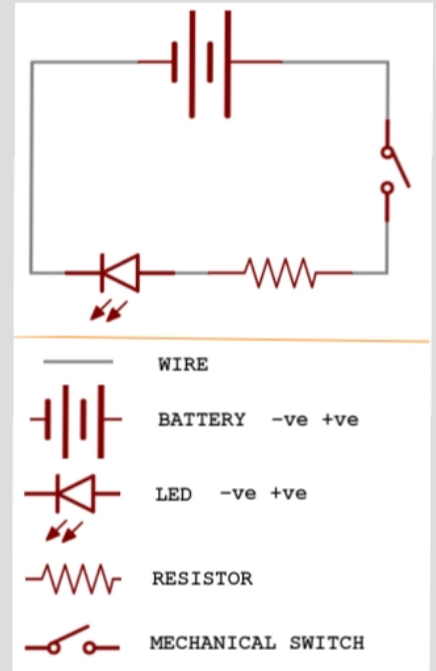 WIRE
BATTERY -ve +ve
LED -ve +ve
RESISTOR
MECHANICAL SWITCH